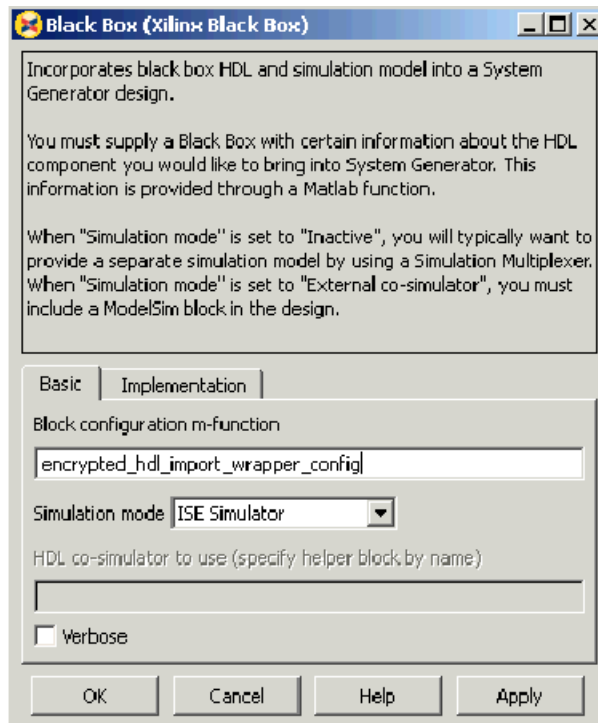 Black Box (Xilinx Black Box)
Incorporates black box HDL and simulation model into a System
Generator design.
You must supply a Black Box with certain information about the HDL
component you would like to bring into System Generator. This
information is provided through a Matlab function.
When "Simulation mode" is set to "Inactive", you will typically want to
provide a separate simulation model by using a Simulation Multiplexer.
When "Simulation mode" is set to "External co-simulator", you must
include a ModelSim block in the design.
Basic Implementation
Block configuration m-function
encrypted_hdl_import_wrapper_config
Simulation mode ISE Simulator
HDL co-simulator to use (specify helper block by name)
Verbose
OK Cancel Help Apply